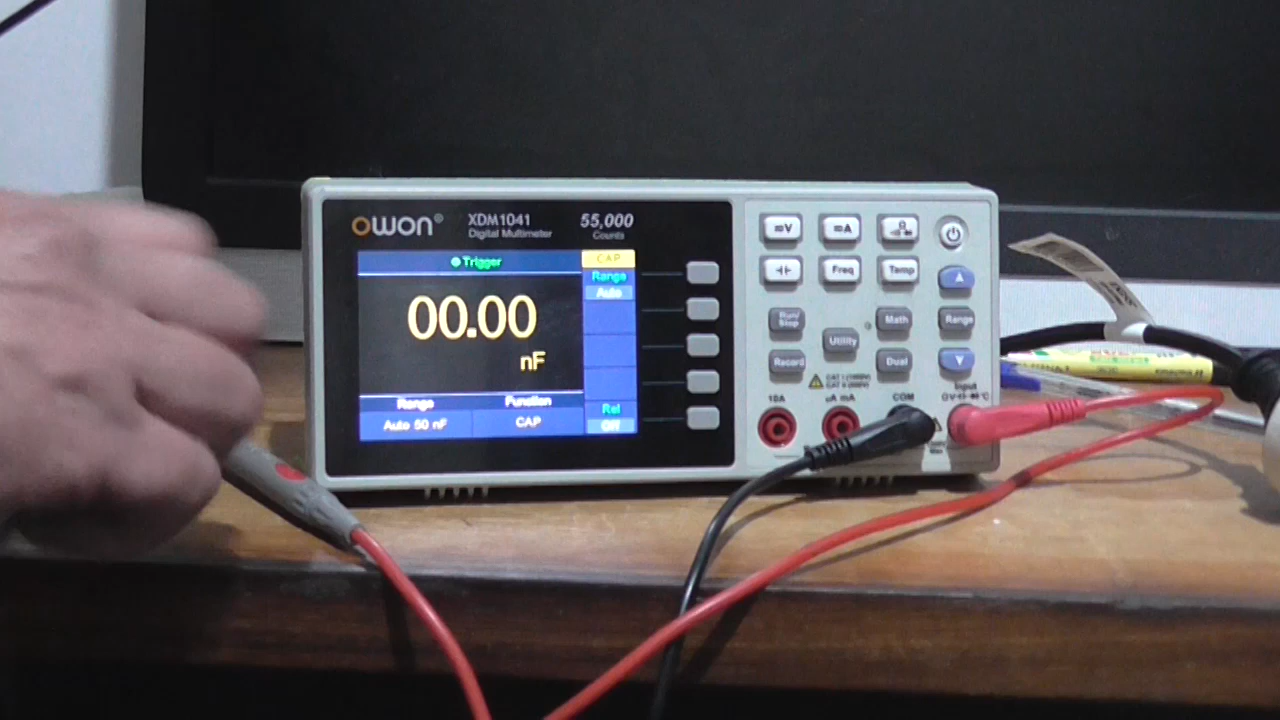 owon®
XDM1041
Digital Multimeter
55,000
Counts
Trigger
CAP
Range
Auto
00.00
nF
Range
Function
Auto 50 nF
CAP
Rel
Off
V
A
Freq
Temp
Run/
Stop
Math
Range
Utility
Record
Dual
10A
uA mA
COM
Input